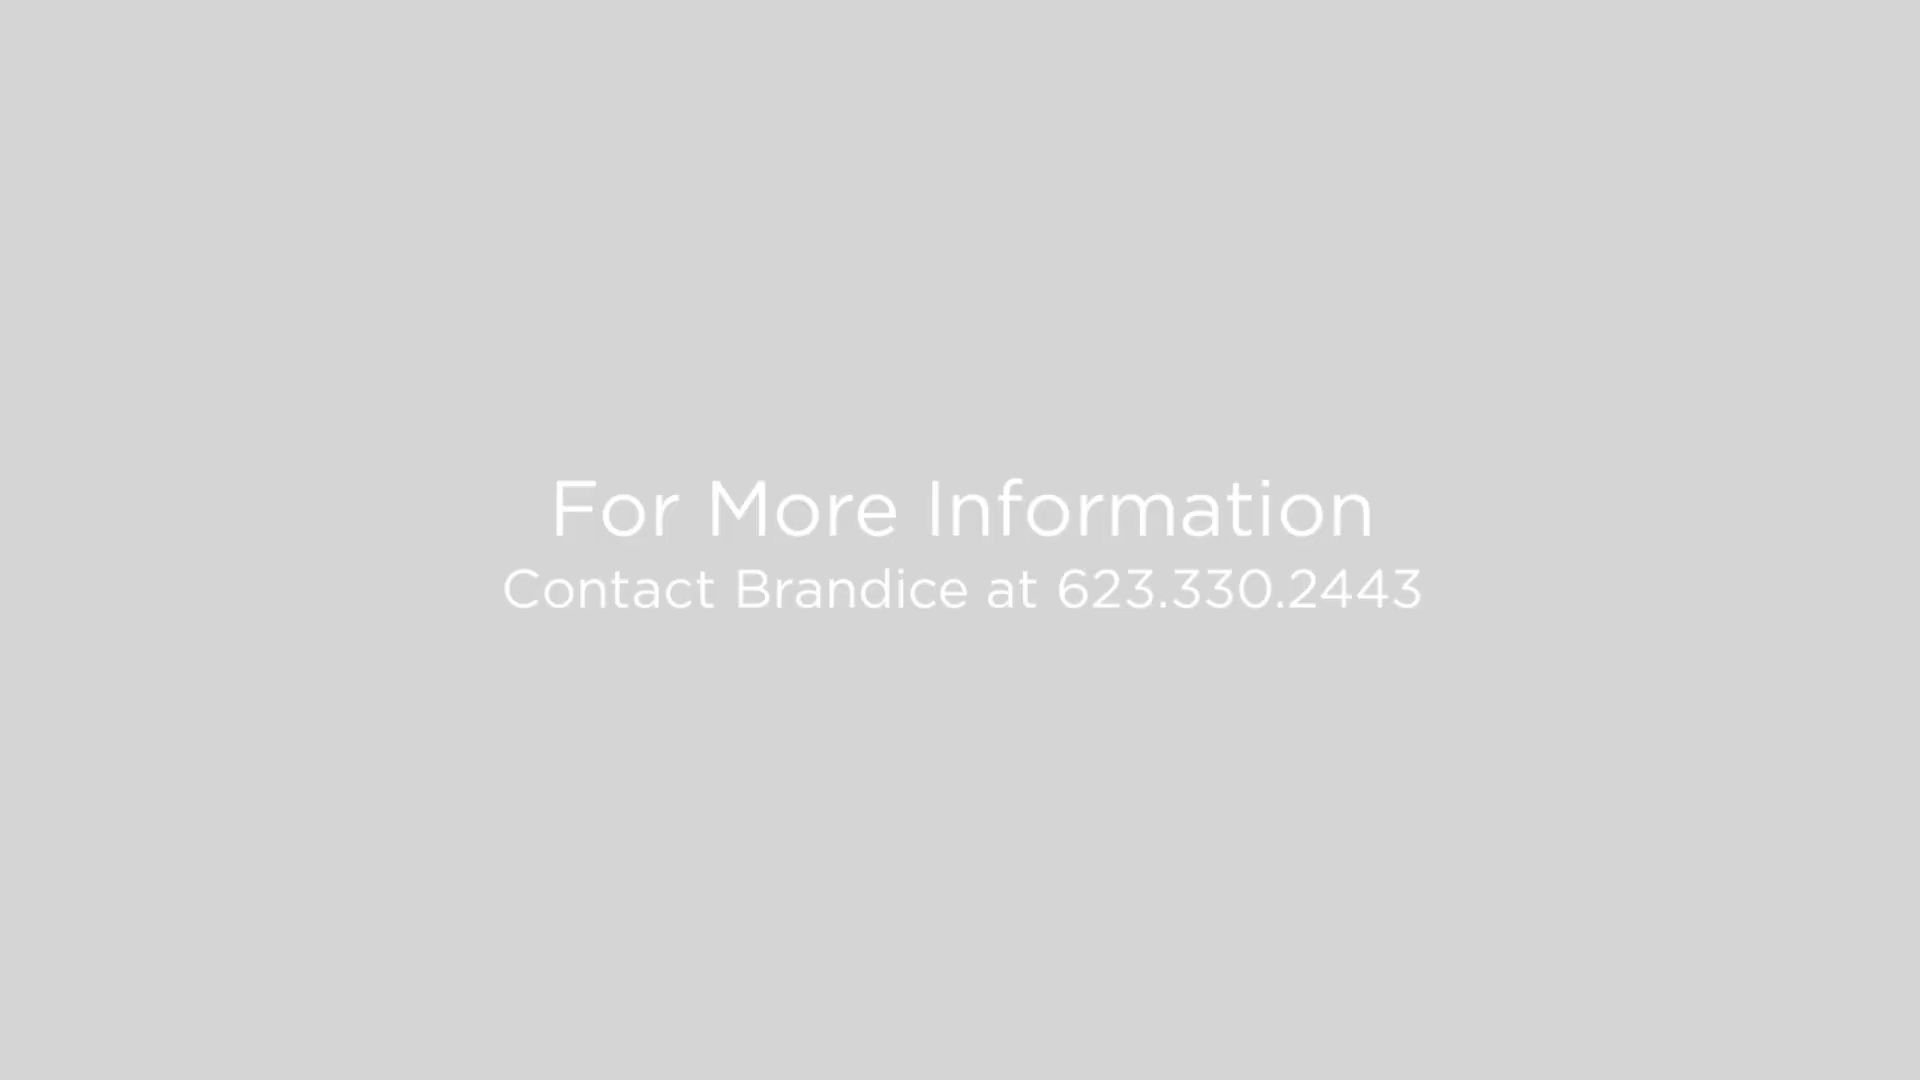 For More Information
Contact Brandice at 623.330.2443